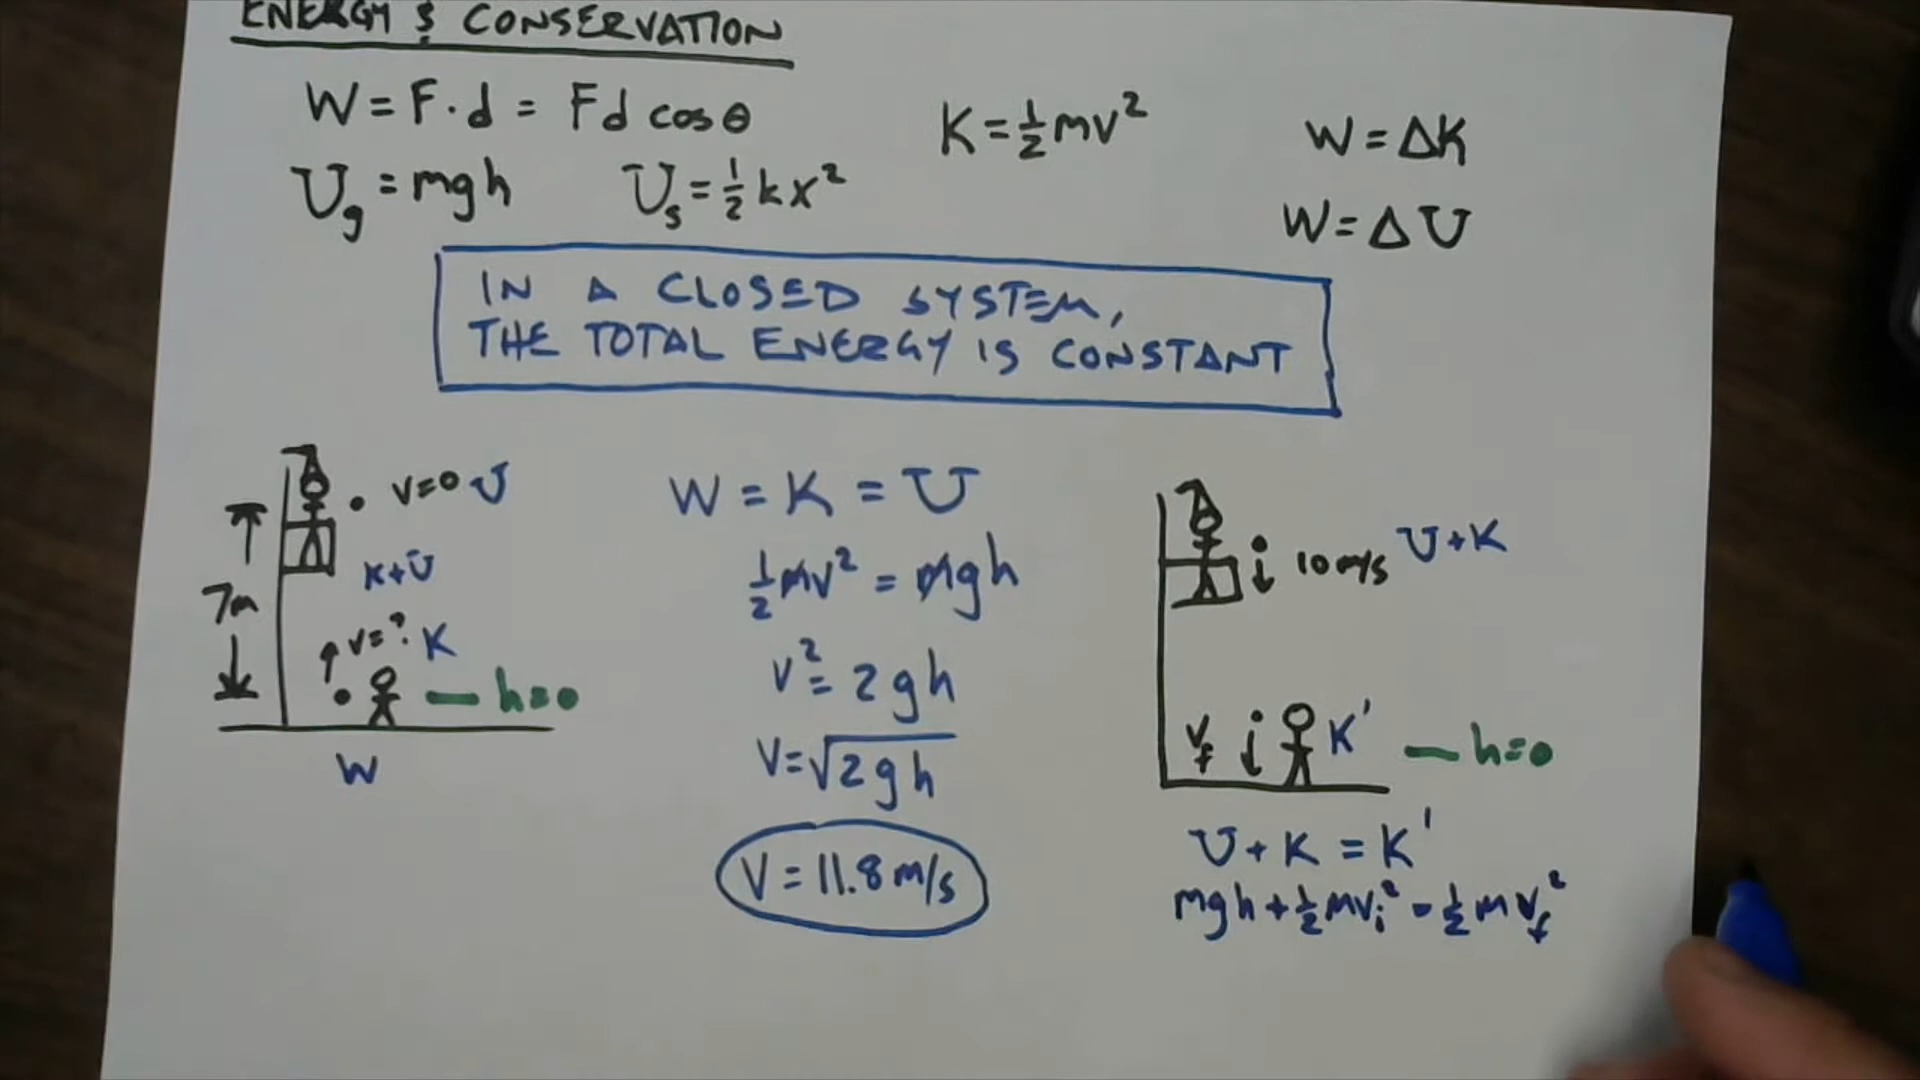 ENERGY & CONSERVATION
W = F · d = Fd cos θ
K = ½mv²
W = ΔK
Ug = mgh
Us = ½kx²
W = ΔU
IN A CLOSED SYSTEM,
THE TOTAL ENERGY IS CONSTANT
v=0 U
K+U
7m
v=? K
h=0
W
W = K = U
½mv² = mgh
v² = 2gh
v = √2gh
V = 11.8 m/s
10 m/s U+K
Vf K'
h=0
U + K = K'
mgh + ½mvi² = ½mvf²